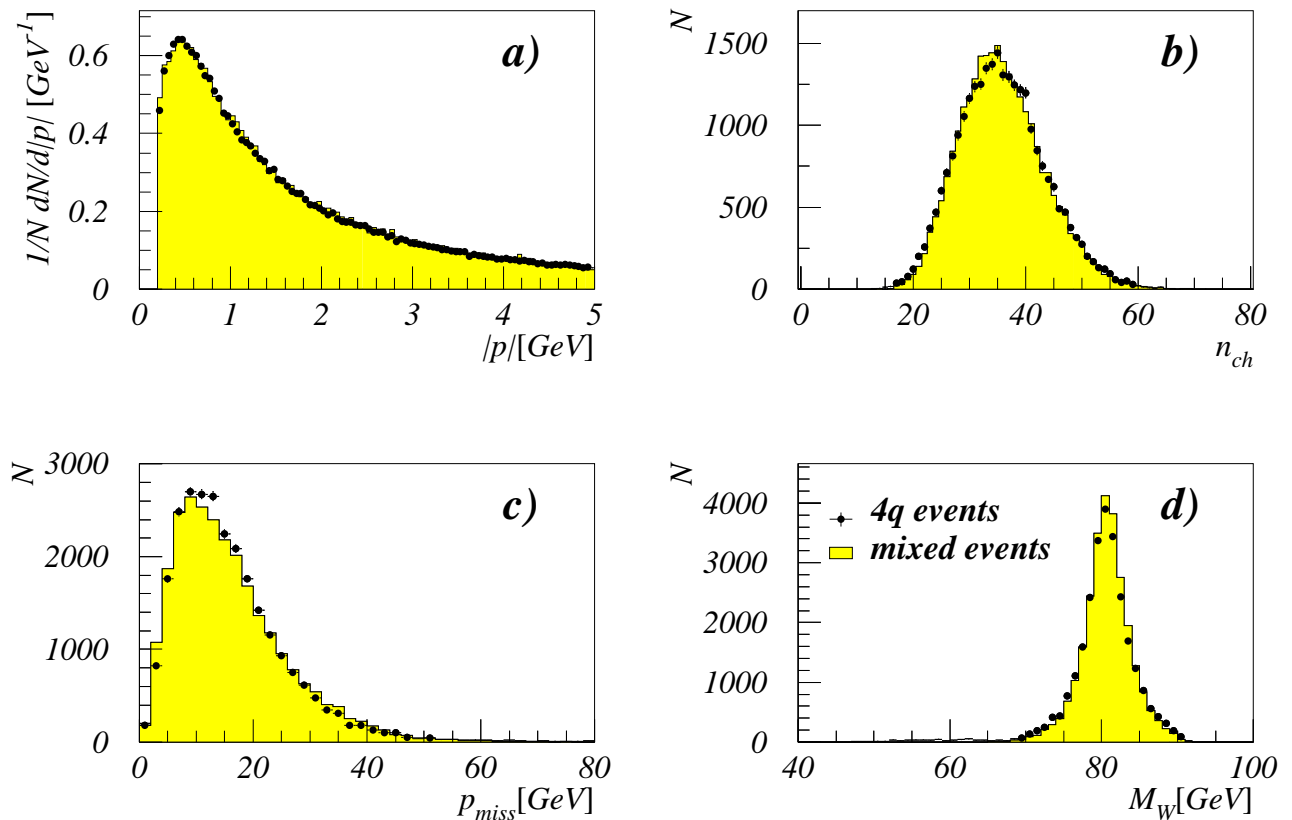 a)
1/N dN/d|p| [GeV⁻¹]
0.6
0.4
0.2
0
0 1 2 3 4 5
|p|[GeV]
b)
N
1500
1000
500
0
0 20 40 60 80
n_ch
c)
N
3000
2000
1000
0
0 20 40 60 80
p_miss[GeV]
d)
N
4000
3000
2000
1000
0
4q events
mixed events
40 60 80 100
M_W[GeV]